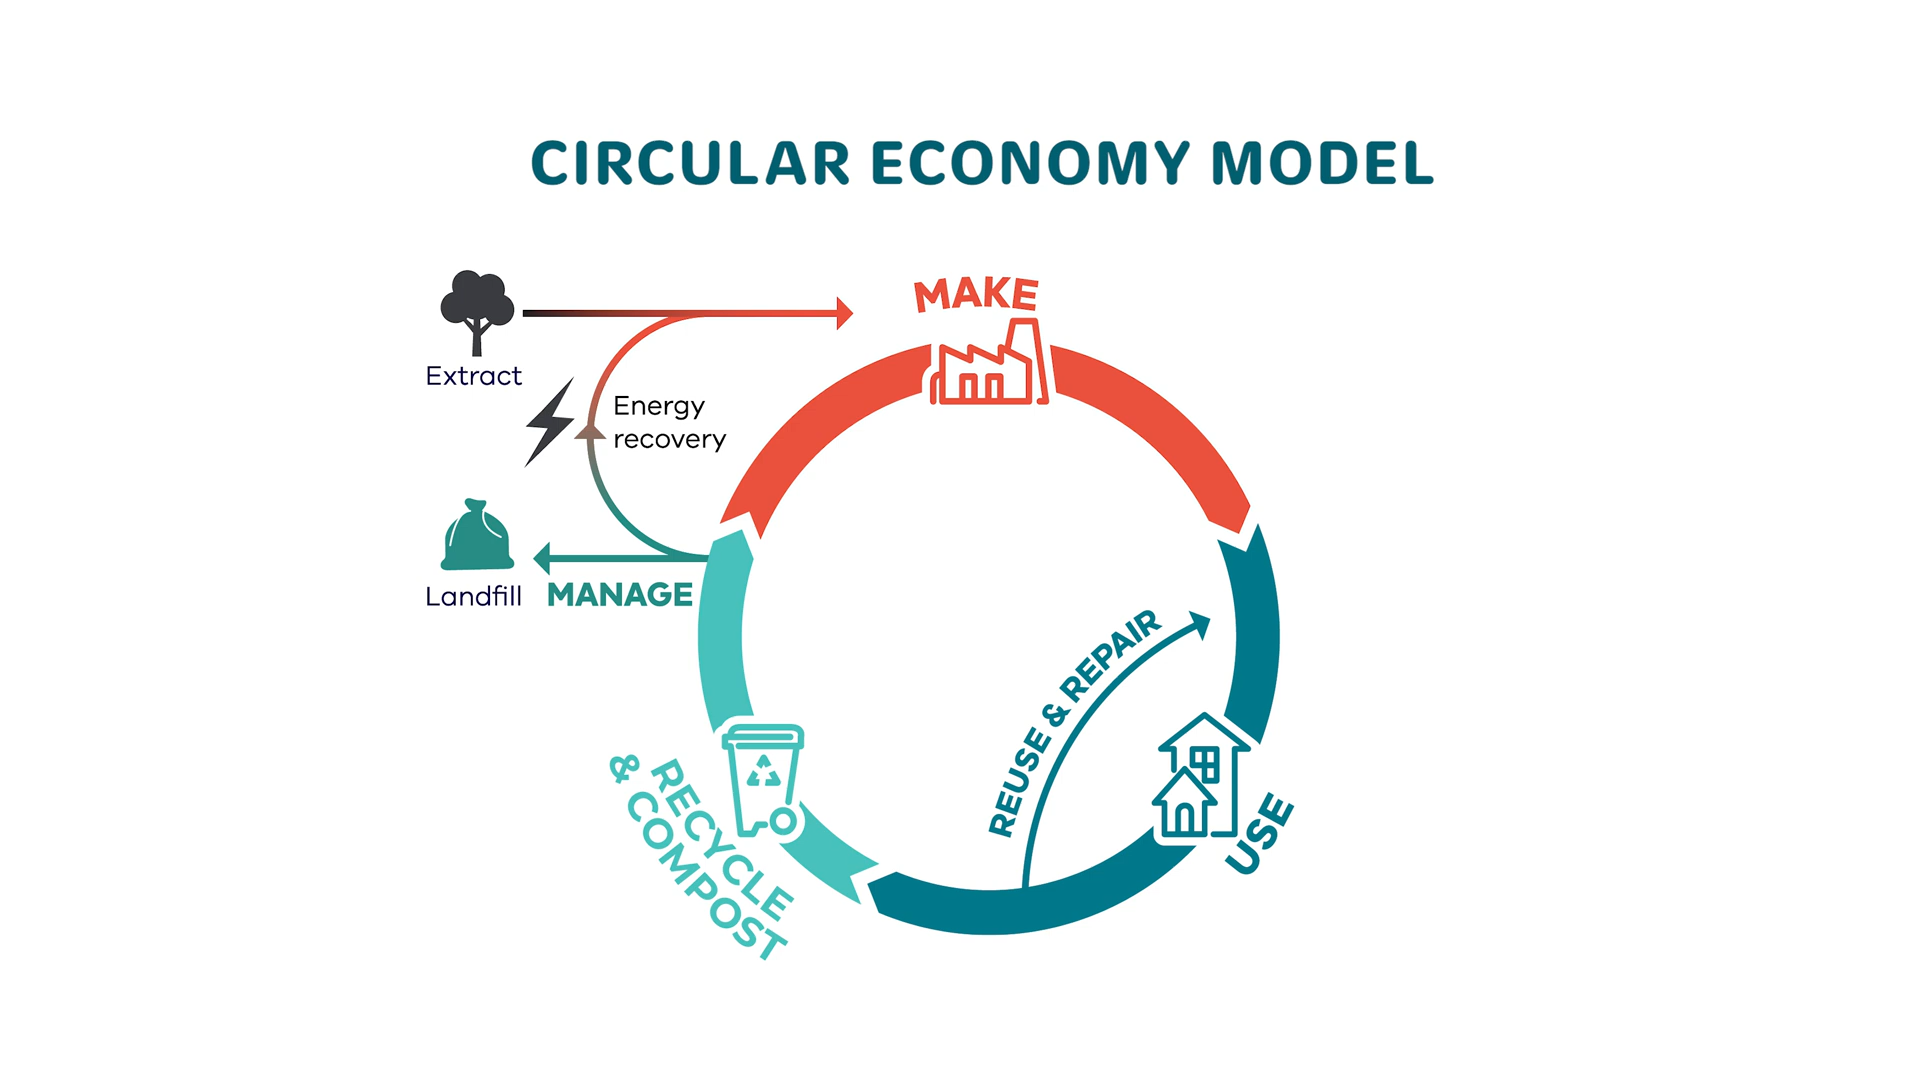 CIRCULAR ECONOMY MODEL
MAKE
Extract
Energy
recovery
Landfill
MANAGE
REUSE & REPAIR
USE
RECYCLE
& COMPOST